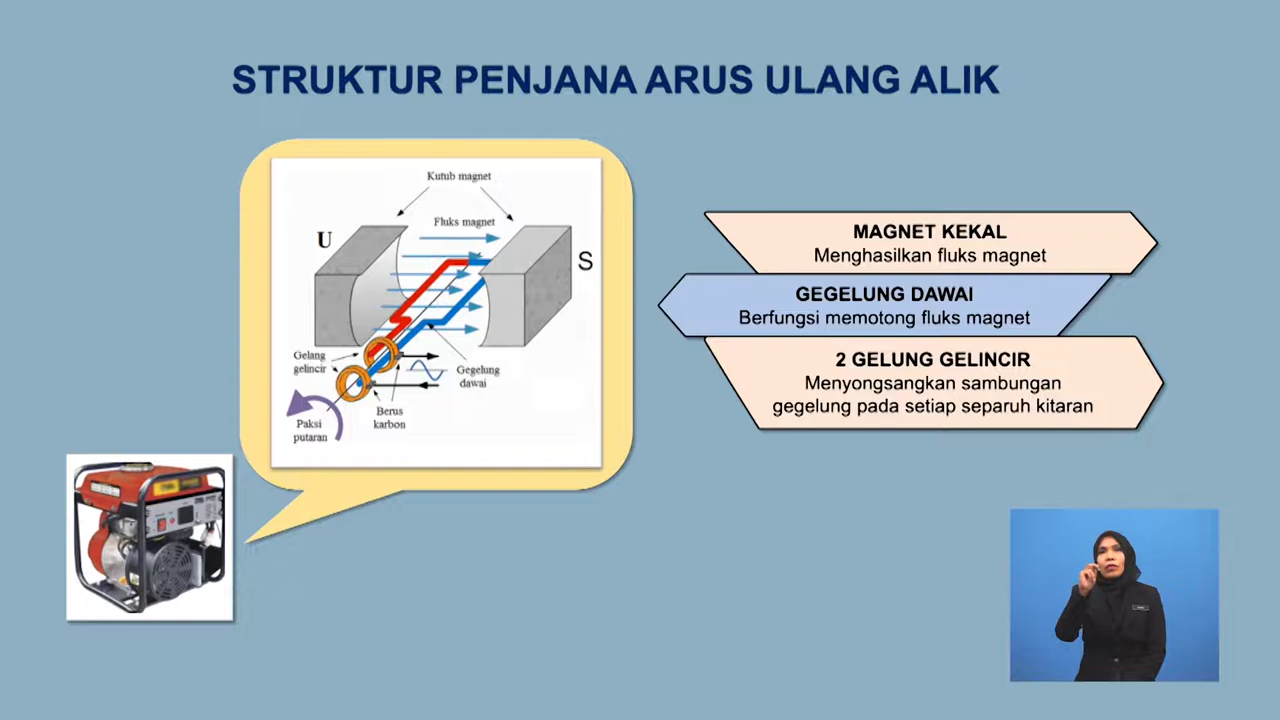 STRUKTUR PENJANA ARUS ULANG ALIK
Kutub magnet
Fluks magnet
U
S
Gelang
gelincir
Gegelung
dawai
Berus
karbon
Paksi
putaran
MAGNET KEKAL
Menghasilkan fluks magnet
GEGELUNG DAWAI
Berfungsi memotong fluks magnet
2 GELUNG GELINCIR
Menyongsangkan sambungan
gegelung pada setiap separuh kitaran